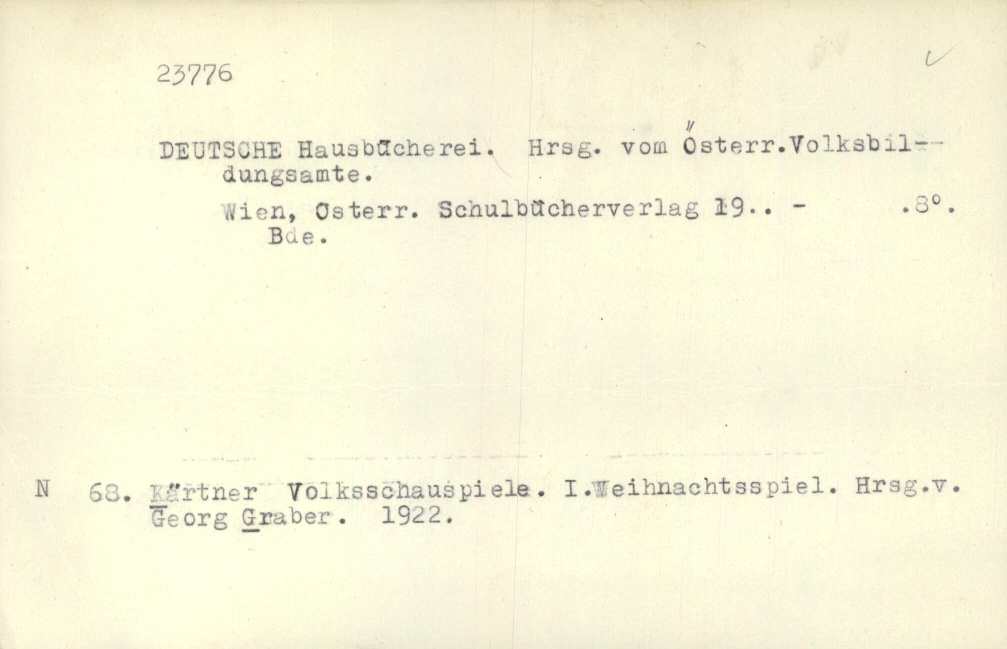 23776
DEUTSCHE Hausbücherei. Hrsg. vom Österr.Volksbil-
dungsamte.
Wien, Osterr. Schulbücherverlag 19.. - .8°.
Bde.
N 68. Kärtner Volksschauspiele. I.Weihnachtsspiel. Hrsg.v.
Georg Graber. 1922.